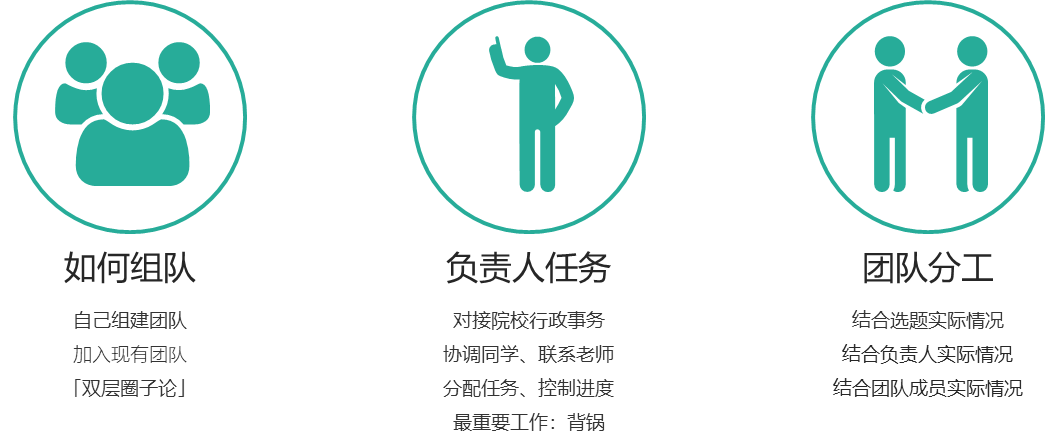 如何组队
自己组建团队
加入现有团队
「双层圈子论」
负责人任务
对接院校行政事务
协调同学、联系老师
分配任务、控制进度
最重要工作：背锅
团队分工
结合选题实际情况
结合负责人实际情况
结合团队成员实际情况